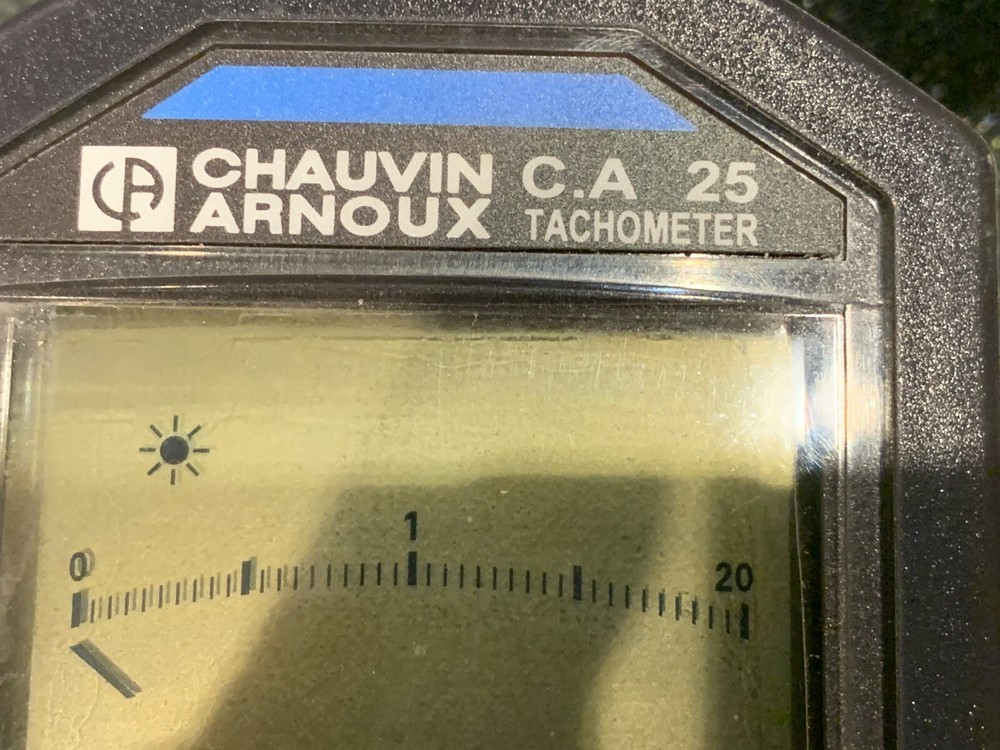 CHAUVIN
ARNOUX
C.A 25
TACHOMETER
0 1 20